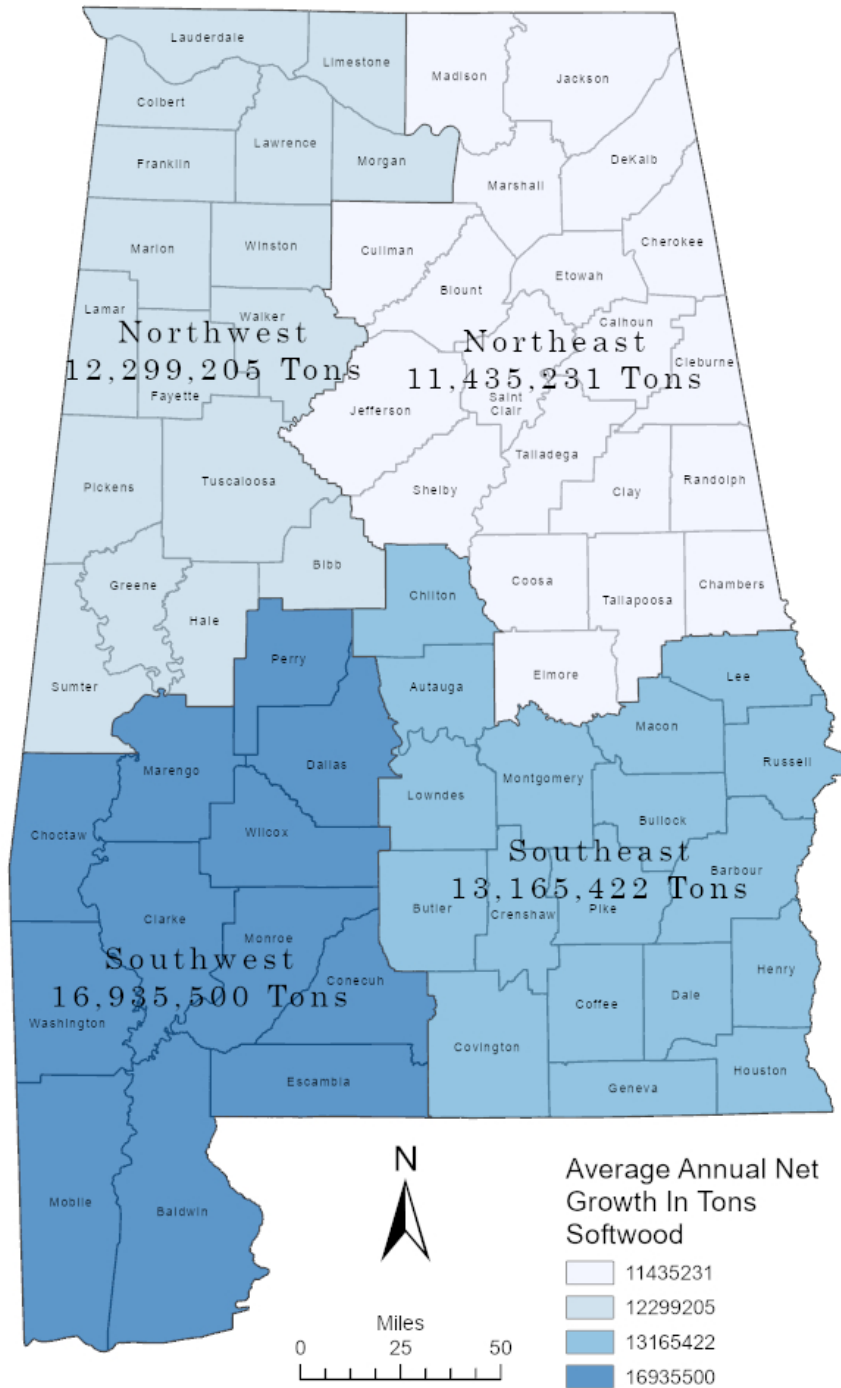 Lauderdale
Limestone
Madison
Jackson
Colbert
Lawrence
Franklin
Morgan
DeKalb
Marshall
Marion
Winston
Cullman
Cherokee
Etowah
Blount
Lamar
Walker
Calhoun
Northwest
12,299,205 Tons
Northeast
11,435,231 Tons
Cleburne
Fayette
Jefferson
Saint
Clair
Talladega
Pickens
Tuscaloosa
Shelby
Clay
Randolph
Greene
Bibb
Coosa
Chambers
Chilton
Tallapoosa
Hale
Perry
Elmore
Lee
Sumter
Autauga
Macon
Marengo
Dallas
Montgomery
Russell
Lowndes
Choctaw
Wilcox
Bullock
Southeast
13,165,422 Tons
Barbour
Butler
Crenshaw
Pike
Clarke
Monroe
Southwest
16,935,500 Tons
Conecuh
Henry
Washington
Coffee
Dale
Covington
Escambia
Geneva
Houston
Mobile
Baldwin
N
Miles
0 25 50
Average Annual Net
Growth In Tons
Softwood
11435231
12299205
13165422
16935500